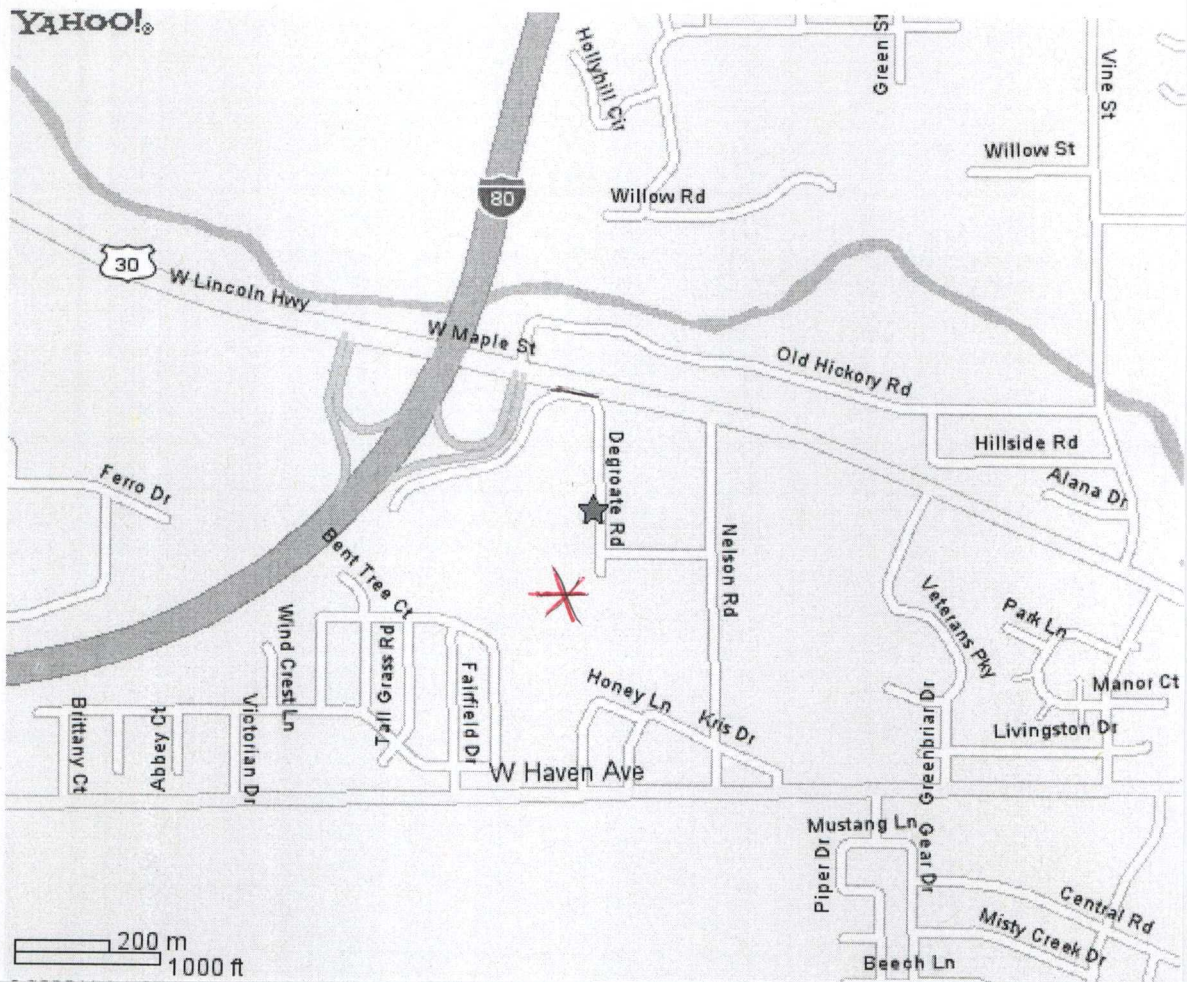 YAHOO!®
Hollyhill Cir
Green St
Vine St
Willow St
80
Willow Rd
30
W Lincoln Hwy
W Maple St
Old Hickory Rd
Hillside Rd
Alana Dr
Degroate Rd
Ferro Dr
Nelson Rd
Bent Tree Ct
Veterans Pky
Park Ln
Wind Crest Ln
Tall Grass Rd
Fairfield Dr
Honey Ln
Kris Dr
Manor Ct
Livingston Dr
Brittany Ct
Abbey Ct
Victorian Dr
Greenbriar Dr
W Haven Ave
Mustang Ln
Gear Dr
Piper Dr
Central Rd
Misty Creek Dr
Beech Ln
200 m
1000 ft